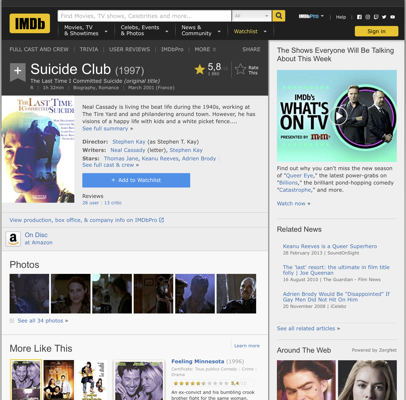 IMDb
Find Movies, TV shows, Celebrities and more...
All
IMDbPro
Help
Movies, TV & Showtimes
Celebs, Events & Photos
News & Community
Watchlist
Sign in
FULL CAST AND CREW | TRIVIA | USER REVIEWS | IMDbPro | MORE
SHARE
Suicide Club (1997)
The Last Time I Committed Suicide (original title)
R | 1h 32min | Biography, Romance | March 2001 (France)
5,8
Rate This
THE LAST TIME I COMMITTED SUICIDE
Neal Cassady is living the beat life during the 1940s, working at
The Tire Yard and and philandering around town. However, he has
visions of a happy life with kids and a white picket fence....
See full summary »
Director: Stephen Kay (as Stephen T. Kay)
Writers: Neal Cassady (letter), Stephen Kay
Stars: Thomas Jane, Keanu Reeves, Adrien Brody |
See full cast & crew »
+ Add to Watchlist
Reviews
26 user | 13 critic
View production, box office, & company info on IMDbPro
On Disc
at Amazon
Photos
See all 34 photos »
More Like This
Learn more
Feeling Minnesota (1996)
Certificate: Tous publics Comedy | Crime | Drama
5,4
An ex-convict and his bumbling crook
brother fight for the same woman.
The Shows Everyone Will Be Talking
About This Week
IMDb's
WHAT'S ON TV
PRESENTED BY
Find out why you can't miss the new season
of "Queer Eye," the latest power-grabs on
"Billions," the brilliant pond-hopping comedy
"Catastrophe," and more.
Watch now »
Related News
Keanu Reeves is a Queer Superhero
28 February 2013 | SoundOnSight
The 'last' resort: the ultimate in film title
folly | Joe Queenan
16 August 2010 | The Guardian - Film News
Adrien Brody Would Be "Disappointed" If
Gay Men Did Not Hit On Him
20 November 2008 | iCelebz
See all related articles »
Around The Web
Powered by ZergNet